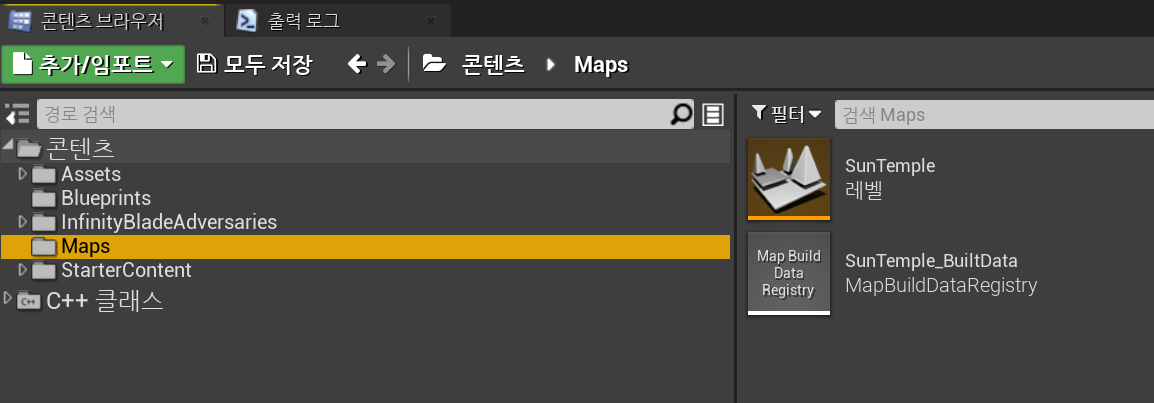 콘텐츠 브라우저
출력 로그
추가/임포트 모두 저장 콘텐츠 Maps
경로 검색
콘텐츠
Assets
Blueprints
InfinityBladeAdversaries
Maps
StarterContent
C++ 클래스
필터 검색 Maps
SunTemple
레벨
Map Build
Data
Registry
SunTemple_BuiltData
MapBuildDataRegistry